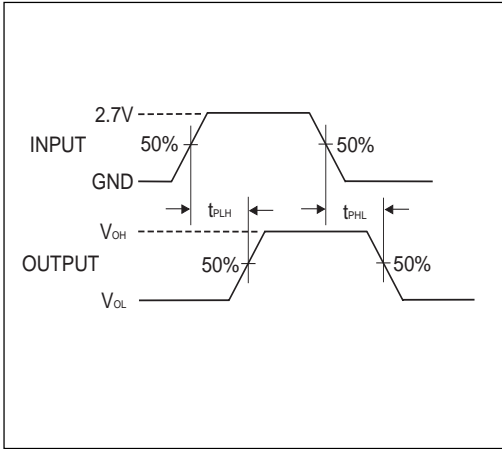 2.7V
INPUT 50% 50%
GND
tPLH tPHL
VOH
OUTPUT 50% 50%
VOL